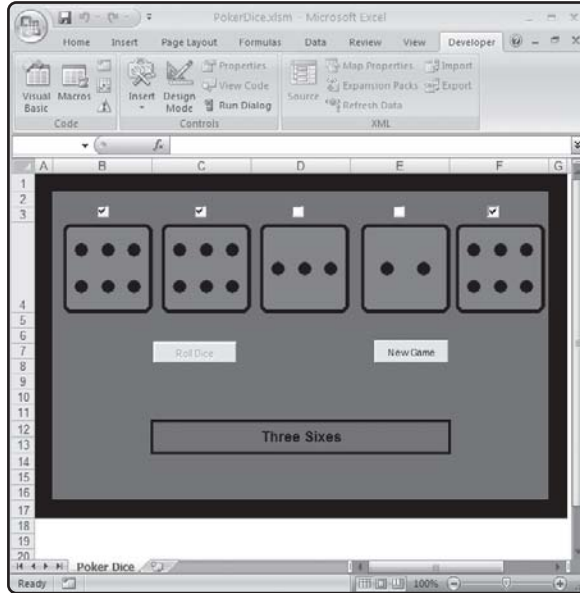 PokerDice.xlsm - Microsoft Excel
Home Insert Page Layout Formulas Data Review View Developer
Visual Basic
Macros
Code
Insert
Design Mode
Properties
View Code
Run Dialog
Controls
Source
Map Properties
Expansion Packs
Refresh Data
Import
Export
XML
fx
A B C D E F G
1
2
3
4
5
6
7
8
9
10
11
12
13
14
15
16
17
18
19
20
Roll Dice
New Game
Three Sixes
Poker Dice
Ready
100%